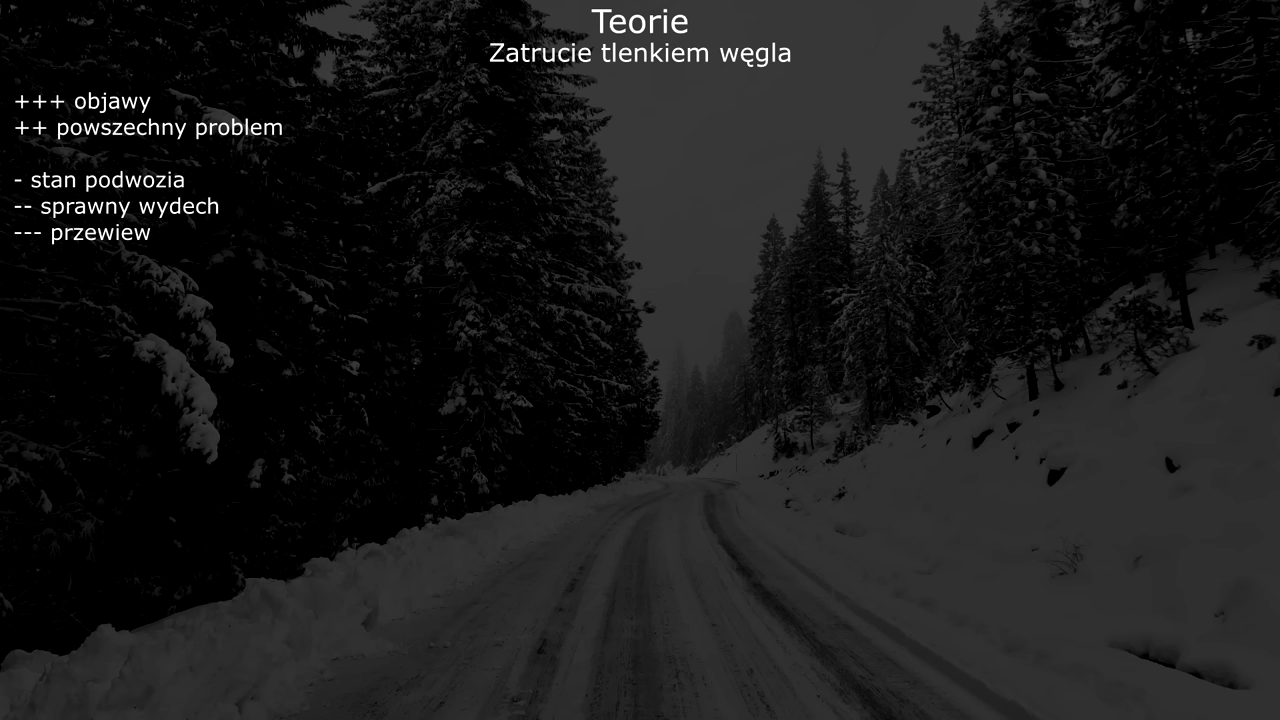 Teorie
Zatrucie tlenkiem węgla
+++ objawy
++ powszechny problem
- stan podwozia
-- sprawny wydech
--- przewiew